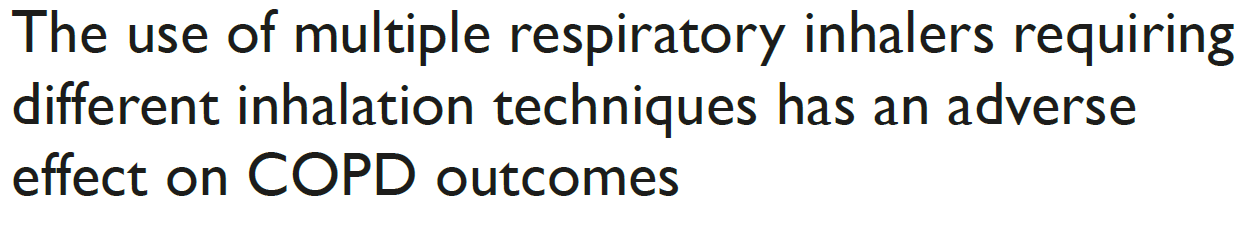 The use of multiple respiratory inhalers requiring
different inhalation techniques has an adverse
effect on COPD outcomes